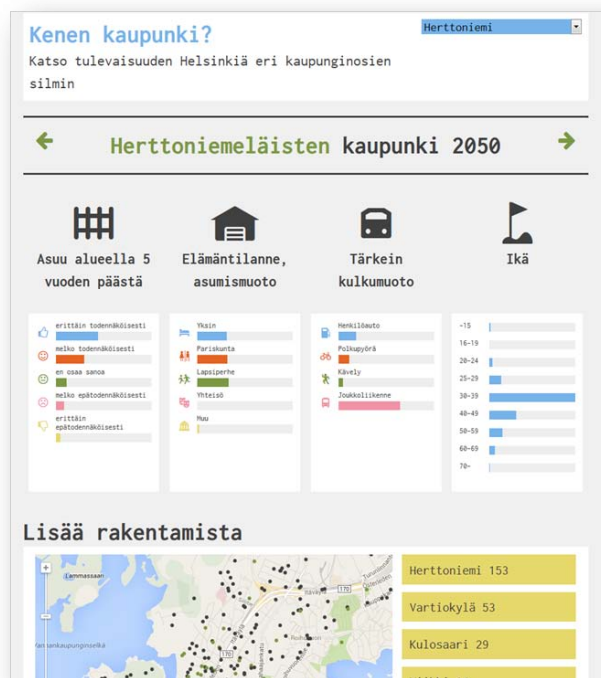 Kenen kaupunki?
Herttoniemi
Katso tulevaisuuden Helsinkiä eri kaupunginosien
silmin
Herttoniemeläisten kaupunki 2050
Asuu alueella 5
vuoden päästä
Elämäntilanne,
asumismuoto
Tärkein
kulkumuoto
Ikä
erittäin todennäköisesti
melko todennäköisesti
en osaa sanoa
melko epätodennäköisesti
erittäin
epätodennäköisesti
Yksin
Pariskunta
Lapsiperhe
Yhteisö
Muu
Henkilöauto
Polkupyörä
Kävely
Joukkoliikenne
-15
16-19
20-24
25-29
30-39
40-49
50-59
60-69
70-
Lisää rakentamista
Lammassaari
170
170
Herttoniemi 153
Vartiokylä 53
Kulosaari 29